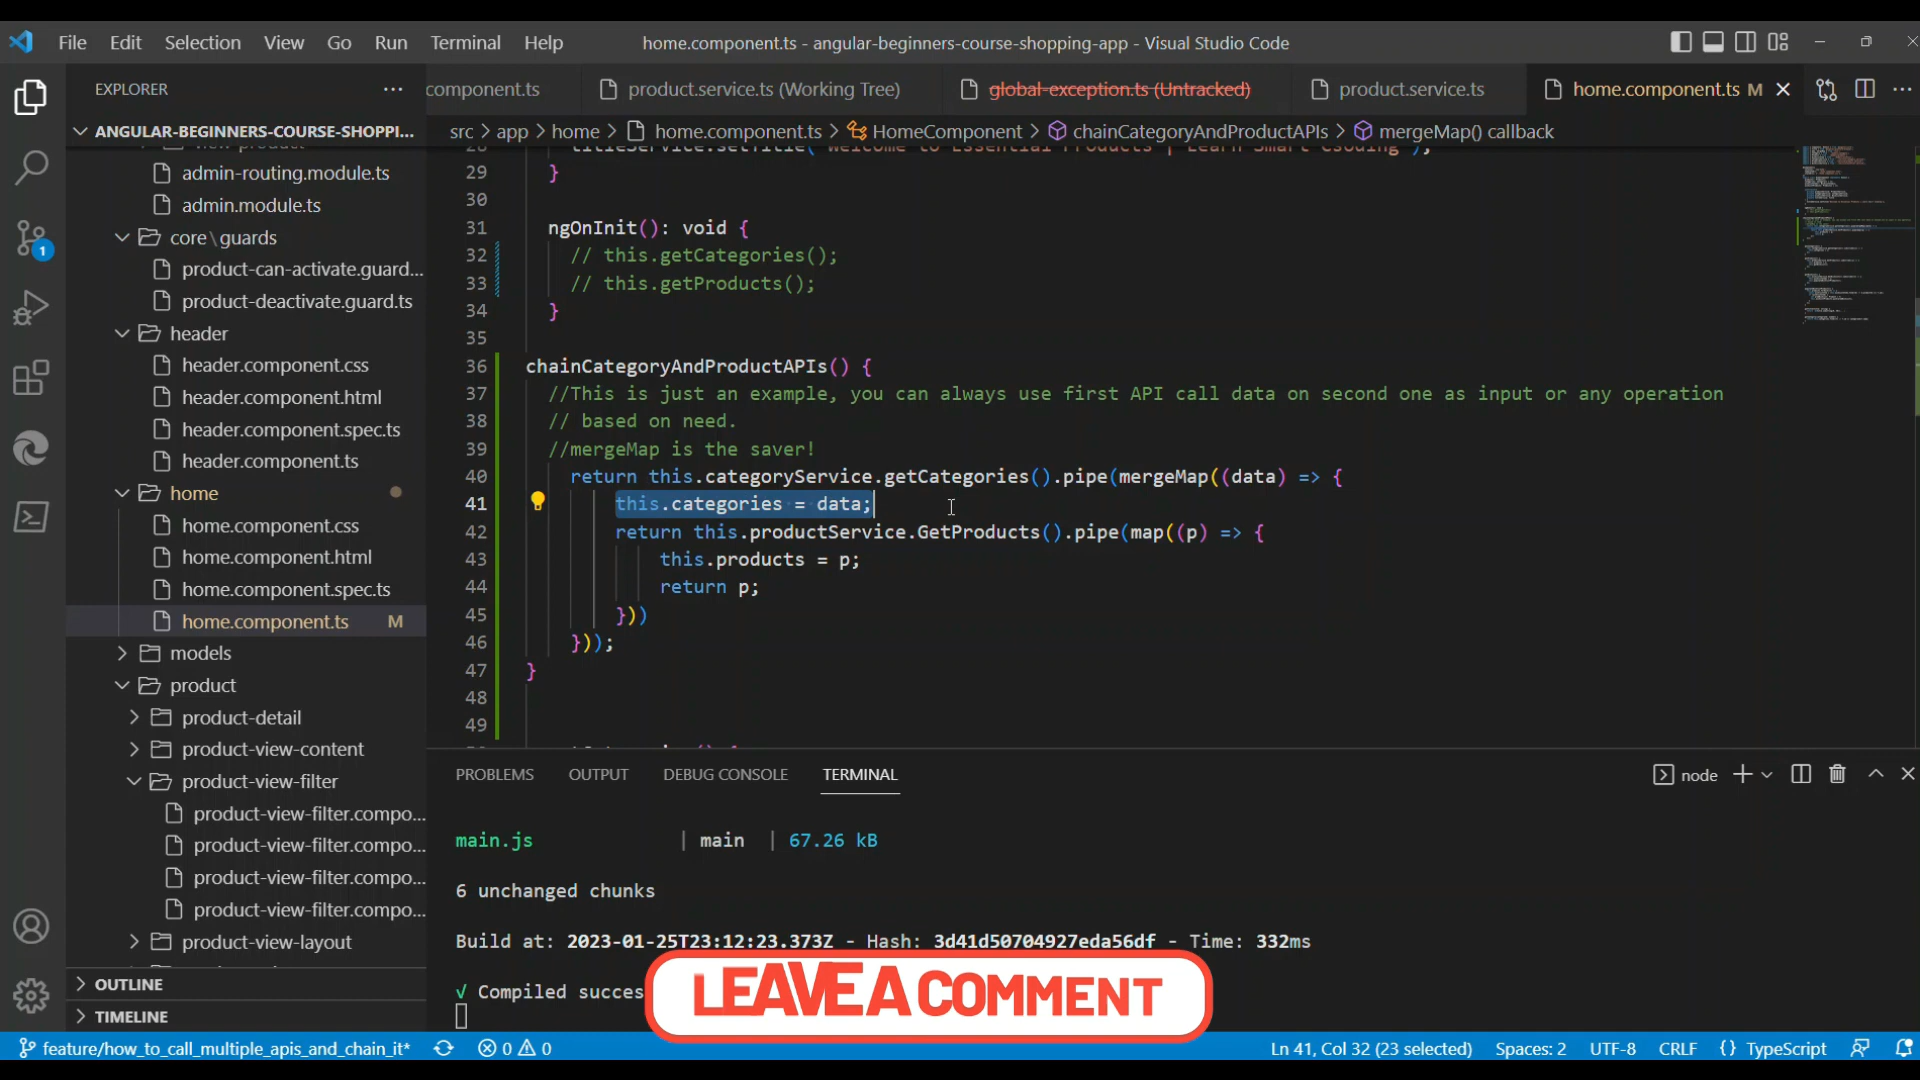 File Edit Selection View Go Run Terminal Help
home.component.ts - angular-beginners-course-shopping-app - Visual Studio Code
EXPLORER
component.ts
product.service.ts (Working Tree)
global-exception.ts (Untracked)
product.service.ts
home.component.ts M
ANGULAR-BEGINNERS-COURSE-SHOPPI...
src > app > home > home.component.ts > HomeComponent > chainCategoryAndProductAPIs > mergeMap() callback
admin-routing.module.ts
admin.module.ts
core\guards
product-can-activate.guard...
product-deactivate.guard.ts
header
header.component.css
header.component.html
header.component.spec.ts
header.component.ts
home
home.component.css
home.component.html
home.component.spec.ts
home.component.ts M
models
product
product-detail
product-view-content
product-view-filter
product-view-filter.compo...
product-view-filter.compo...
product-view-filter.compo...
product-view-filter.compo...
product-view-layout
OUTLINE
TIMELINE
29 }
30
31 ngOnInit(): void {
32 // this.getCategories();
33 // this.getProducts();
34 }
35
36 chainCategoryAndProductAPIs() {
37 //This is just an example, you can always use first API call data on second one as input or any operation
38 // based on need.
39 //mergeMap is the saver!
40 return this.categoryService.getCategories().pipe(mergeMap((data) => {
41 this.categories = data;
42 return this.productService.GetProducts().pipe(map((p) => {
43 this.products = p;
44 return p;
45 }))
46 }));
47 }
48
49
PROBLEMS OUTPUT DEBUG CONSOLE TERMINAL
node
main.js | main | 67.26 kB
6 unchanged chunks
Build at: 2023-01-25T23:12:23.373Z - Hash: 3d41d50704927eda56df - Time: 332ms
√ Compiled succes
LEAVE A COMMENT
1
feature/how_to_call_multiple_apis_and_chain_it* 0 0
Ln 41, Col 32 (23 selected) Spaces: 2 UTF-8 CRLF {} TypeScript